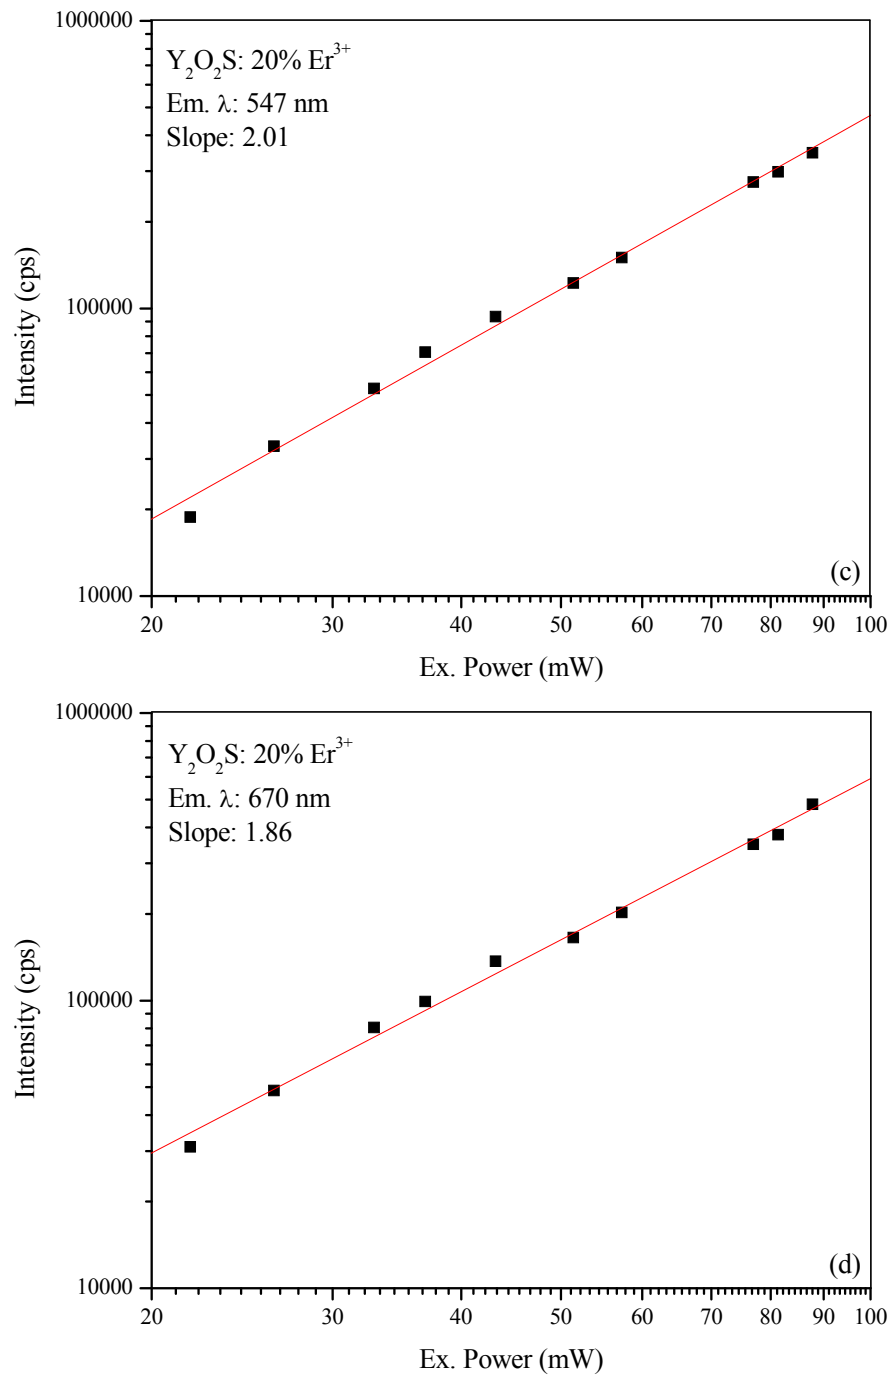 1000000
Y₂O₂S: 20% Er³⁺
Em. λ: 547 nm
Slope: 2.01
Intensity (cps)
100000
(c)
10000
20 30 40 50 60 70 80 90 100
Ex. Power (mW)
1000000
Y₂O₂S: 20% Er³⁺
Em. λ: 670 nm
Slope: 1.86
Intensity (cps)
100000
(d)
10000
20 30 40 50 60 70 80 90 100
Ex. Power (mW)